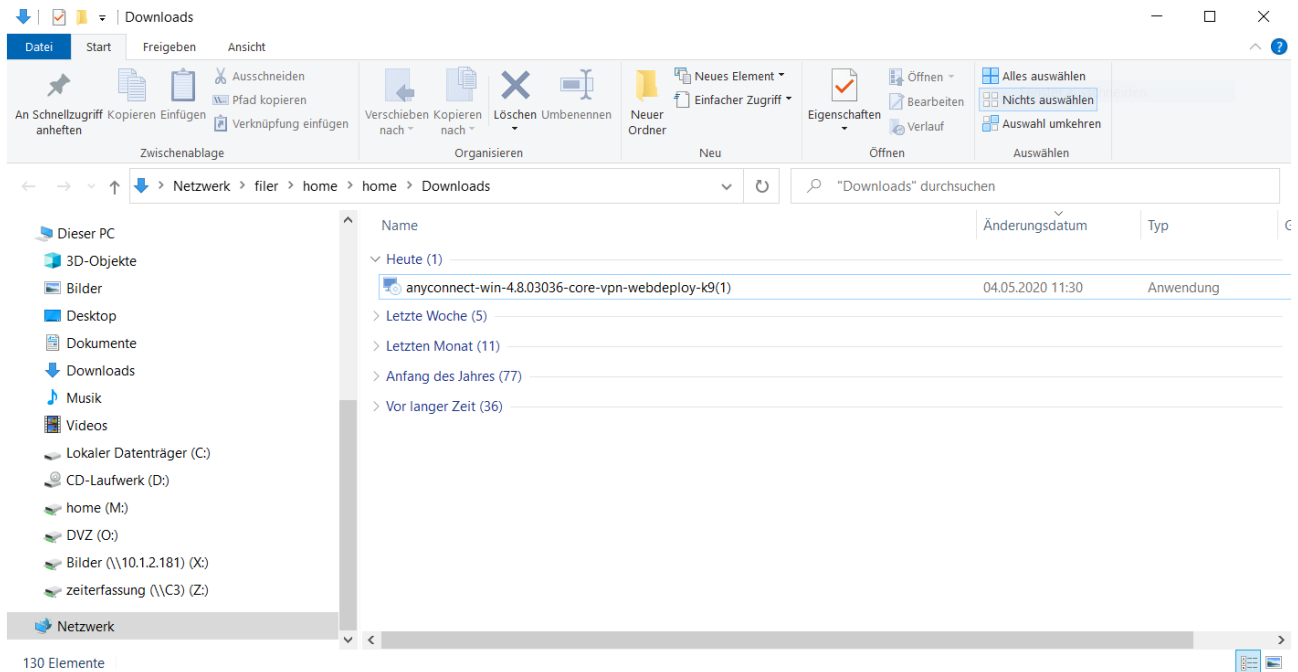 Downloads
Datei Start Freigeben Ansicht
An Schnellzugriff anheften
Kopieren
Einfügen
Ausschneiden
Pfad kopieren
Verknüpfung einfügen
Zwischenablage
Verschieben nach
Kopieren nach
Löschen
Umbenennen
Organisieren
Neuer Ordner
Neues Element
Einfacher Zugriff
Neu
Eigenschaften
Öffnen
Bearbeiten
Verlauf
Öffnen
Alles auswählen
Nichts auswählen
Auswahl umkehren
Auswählen
Netzwerk > filer > home > home > Downloads
"Downloads" durchsuchen
Dieser PC
3D-Objekte
Bilder
Desktop
Dokumente
Downloads
Musik
Videos
Lokaler Datenträger (C:)
CD-Laufwerk (D:)
home (M:)
DVZ (O:)
Bilder (\\10.1.2.181) (X:)
zeiterfassung (\\C3) (Z:)
Netzwerk
Name Änderungsdatum Typ G
Heute (1)
anyconnect-win-4.8.03036-core-vpn-webdeploy-k9(1) 04.05.2020 11:30 Anwendung
Letzte Woche (5)
Letzten Monat (11)
Anfang des Jahres (77)
Vor langer Zeit (36)
130 Elemente